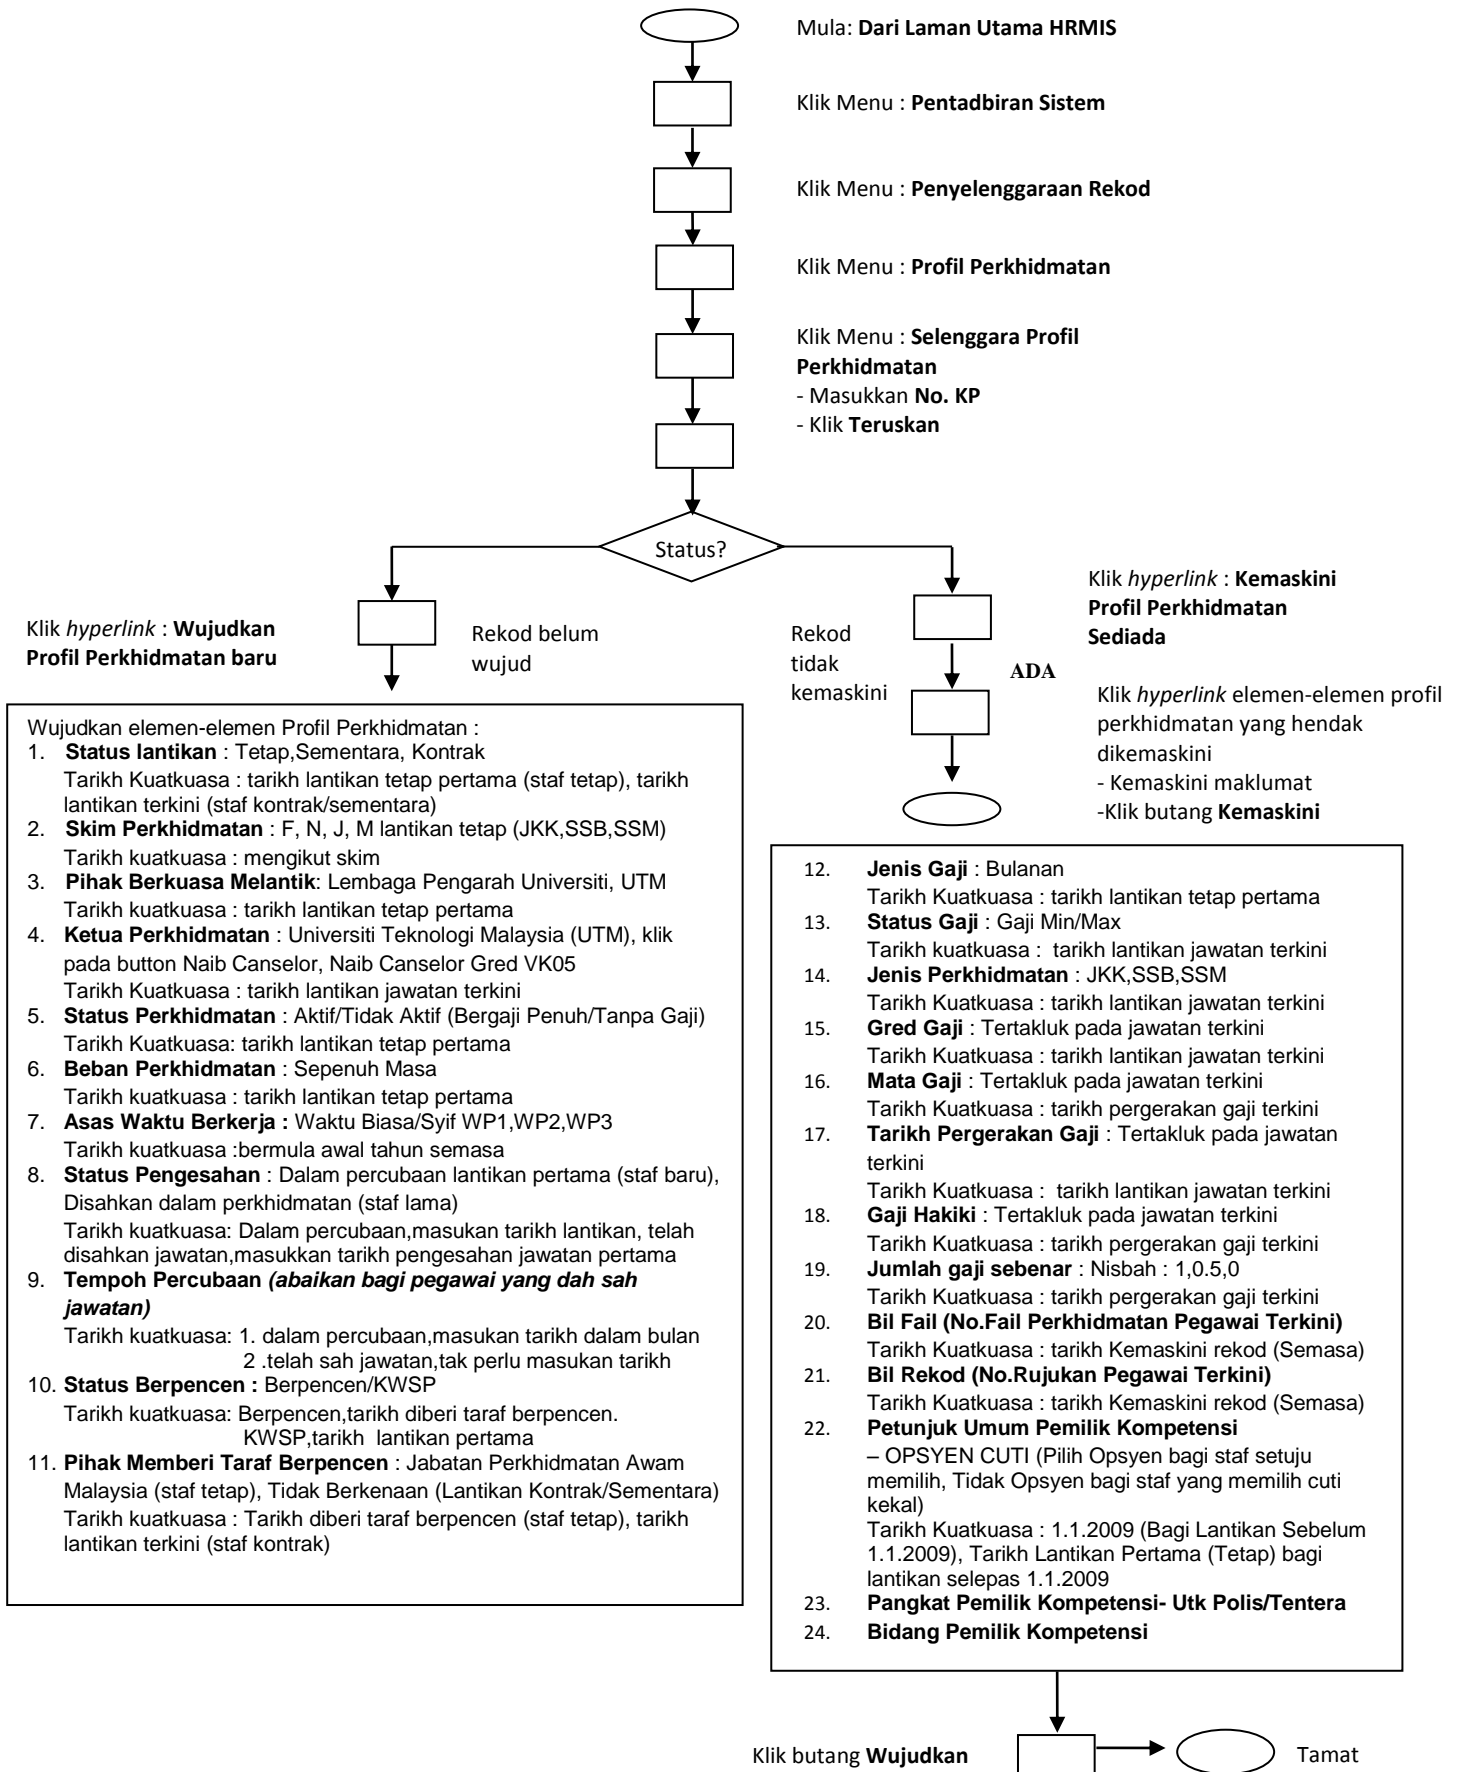 Mula: Dari Laman Utama HRMIS
Klik Menu : Pentadbiran Sistem
Klik Menu : Penyelenggaraan Rekod
Klik Menu : Profil Perkhidmatan
Klik Menu : Selenggara Profil
Perkhidmatan
- Masukkan No. KP
- Klik Teruskan
Status?
Klik hyperlink : Wujudkan
Profil Perkhidmatan baru
Rekod belum
wujud
Rekod
tidak
kemaskini
Klik hyperlink : Kemaskini
Profil Perkhidmatan
Sediada
ADA
Klik hyperlink elemen-elemen profil
perkhidmatan yang hendak
dikemaskini
- Kemaskini maklumat
-Klik butang Kemaskini
Wujudkan elemen-elemen Profil Perkhidmatan :
1. Status lantikan : Tetap,Sementara, Kontrak
Tarikh Kuatkuasa : tarikh lantikan tetap pertama (staf tetap), tarikh
lantikan terkini (staf kontrak/sementara)
2. Skim Perkhidmatan : F, N, J, M lantikan tetap (JKK,SSB,SSM)
Tarikh kuatkuasa : mengikut skim
3. Pihak Berkuasa Melantik: Lembaga Pengarah Universiti, UTM
Tarikh kuatkuasa : tarikh lantikan tetap pertama
4. Ketua Perkhidmatan : Universiti Teknologi Malaysia (UTM), klik
pada button Naib Canselor, Naib Canselor Gred VK05
Tarikh Kuatkuasa : tarikh lantikan jawatan terkini
5. Status Perkhidmatan : Aktif/Tidak Aktif (Bergaji Penuh/Tanpa Gaji)
Tarikh Kuatkuasa: tarikh lantikan tetap pertama
6. Beban Perkhidmatan : Sepenuh Masa
Tarikh kuatkuasa : tarikh lantikan tetap pertama
7. Asas Waktu Berkerja : Waktu Biasa/Syif WP1,WP2,WP3
Tarikh kuatkuasa :bermula awal tahun semasa
8. Status Pengesahan : Dalam percubaan lantikan pertama (staf baru),
Disahkan dalam perkhidmatan (staf lama)
Tarikh kuatkuasa: Dalam percubaan,masukan tarikh lantikan, telah
disahkan jawatan,masukkan tarikh pengesahan jawatan pertama
9. Tempoh Percubaan (abaikan bagi pegawai yang dah sah
jawatan)
Tarikh kuatkuasa: 1. dalam percubaan,masukan tarikh dalam bulan
2 .telah sah jawatan,tak perlu masukan tarikh
10. Status Berpencen : Berpencen/KWSP
Tarikh kuatkuasa: Berpencen,tarikh diberi taraf berpencen.
KWSP,tarikh lantikan pertama
11. Pihak Memberi Taraf Berpencen : Jabatan Perkhidmatan Awam
Malaysia (staf tetap), Tidak Berkenaan (Lantikan Kontrak/Sementara)
Tarikh kuatkuasa : Tarikh diberi taraf berpencen (staf tetap), tarikh
lantikan terkini (staf kontrak)
12. Jenis Gaji : Bulanan
Tarikh Kuatkuasa : tarikh lantikan tetap pertama
13. Status Gaji : Gaji Min/Max
Tarikh kuatkuasa : tarikh lantikan jawatan terkini
14. Jenis Perkhidmatan : JKK,SSB,SSM
Tarikh Kuatkuasa : tarikh lantikan jawatan terkini
15. Gred Gaji : Tertakluk pada jawatan terkini
Tarikh Kuatkuasa : tarikh lantikan jawatan terkini
16. Mata Gaji : Tertakluk pada jawatan terkini
Tarikh Kuatkuasa : tarikh pergerakan gaji terkini
17. Tarikh Pergerakan Gaji : Tertakluk pada jawatan
terkini
Tarikh Kuatkuasa : tarikh lantikan jawatan terkini
18. Gaji Hakiki : Tertakluk pada jawatan terkini
Tarikh Kuatkuasa : tarikh pergerakan gaji terkini
19. Jumlah gaji sebenar : Nisbah : 1,0.5,0
Tarikh Kuatkuasa : tarikh pergerakan gaji terkini
20. Bil Fail (No.Fail Perkhidmatan Pegawai Terkini)
Tarikh Kuatkuasa : tarikh Kemaskini rekod (Semasa)
21. Bil Rekod (No.Rujukan Pegawai Terkini)
Tarikh Kuatkuasa : tarikh Kemaskini rekod (Semasa)
22. Petunjuk Umum Pemilik Kompetensi
– OPSYEN CUTI (Pilih Opsyen bagi staf setuju
memilih, Tidak Opsyen bagi staf yang memilih cuti
kekal)
Tarikh Kuatkuasa : 1.1.2009 (Bagi Lantikan Sebelum
1.1.2009), Tarikh Lantikan Pertama (Tetap) bagi
lantikan selepas 1.1.2009
23. Pangkat Pemilik Kompetensi- Utk Polis/Tentera
24. Bidang Pemilik Kompetensi
Klik butang Wujudkan
Tamat